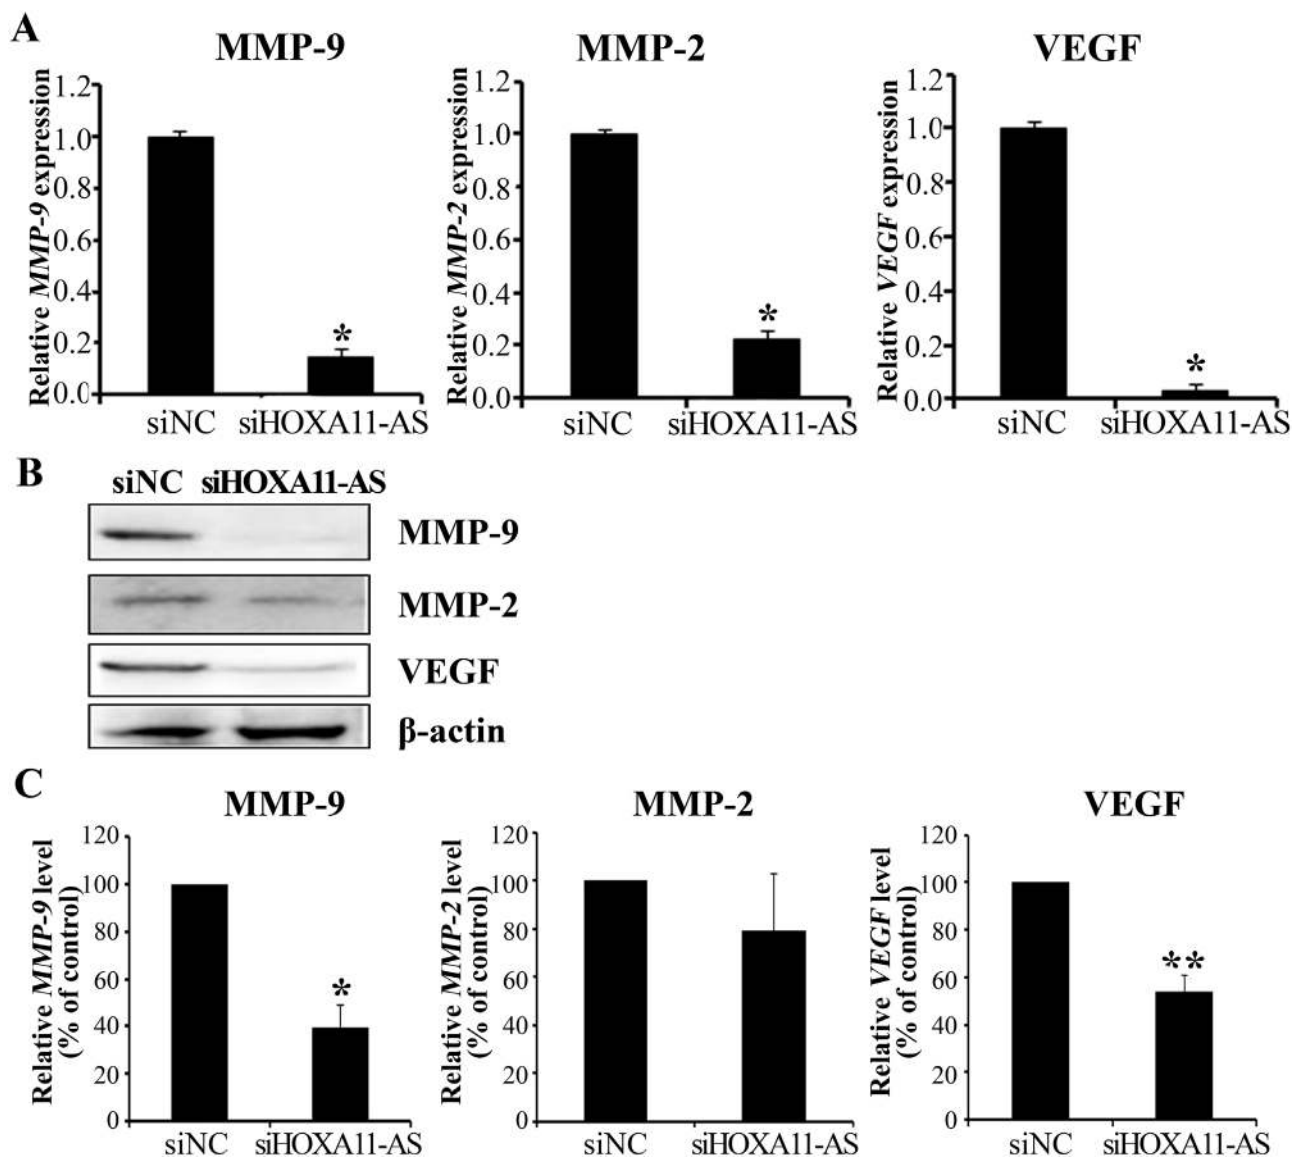 A
MMP-9
MMP-2
VEGF
Relative MMP-9 expression
1.2
1.0
0.8
0.6
0.4
0.2
0.0
*
siNC siHOXA11-AS
Relative MMP-2 expression
1.2
1.0
0.8
0.6
0.4
0.2
0.0
*
siNC siHOXA11-AS
Relative VEGF expression
1.2
1.0
0.8
0.6
0.4
0.2
0.0
*
siNC siHOXA11-AS
B
siNC siHOXA11-AS
MMP-9
MMP-2
VEGF
β-actin
C
MMP-9
MMP-2
VEGF
Relative MMP-9 level
(% of control)
120
100
80
60
40
20
0
*
siNC siHOXA11-AS
Relative MMP-2 level
(% of control)
120
100
80
60
40
20
0
siNC siHOXA11-AS
Relative VEGF level
(% of control)
120
100
80
60
40
20
0
**
siNC siHOXA11-AS